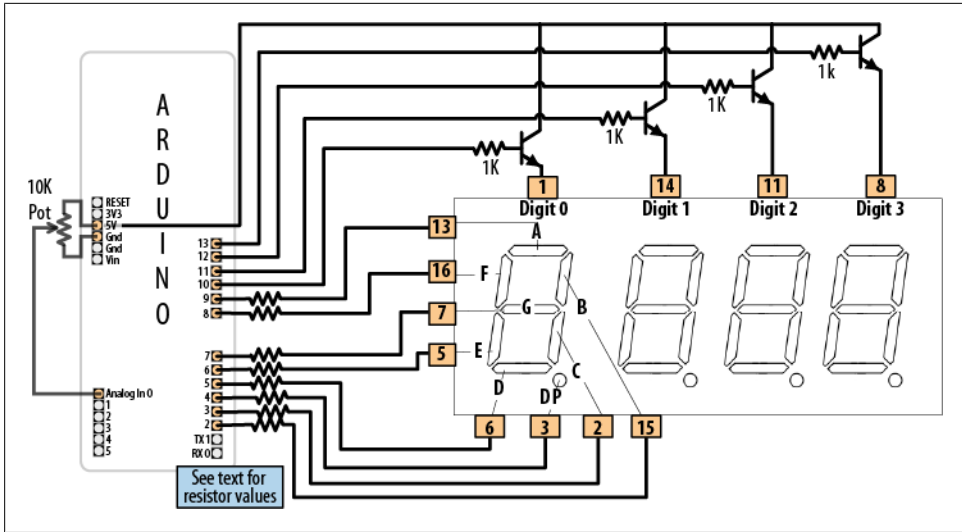 ARDUINO
10K
Pot
RESET
3V3
5V
Gnd
Gnd
Vin
Analog In 0
1
2
3
4
5
13
12
11
10
9
8
7
6
5
4
3
2
TX 1
RX 0
See text for
resistor values
1K
1K
1K
1k
1
14
11
8
Digit 0
Digit 1
Digit 2
Digit 3
13
16
7
5
A
F
B
G
E
C
D
DP
6
3
2
15